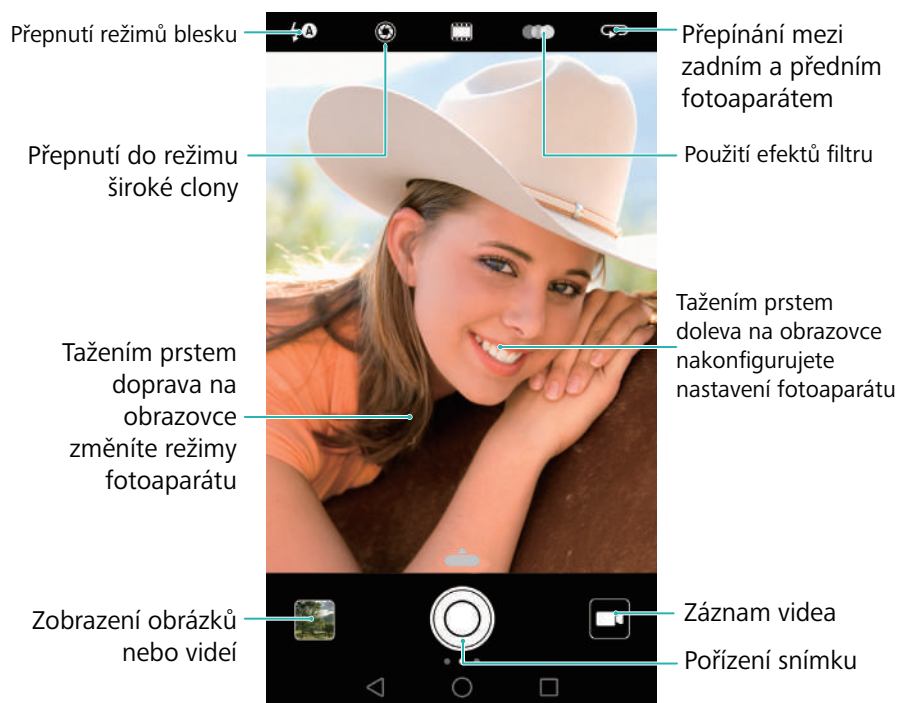 Přepnutí režimů blesku
A
Přepínání mezi
zadním a předním
fotoaparátem
Přepnutí do režimu
široké clony
Použití efektů filtru
Tažením prstem
doprava na
obrazovce
změníte režimy
fotoaparátu
Tažením prstem
doleva na obrazovce
nakonfigurujete
nastavení fotoaparátu
Zobrazení obrázků
nebo videí
Záznam videa
Pořízení snímku